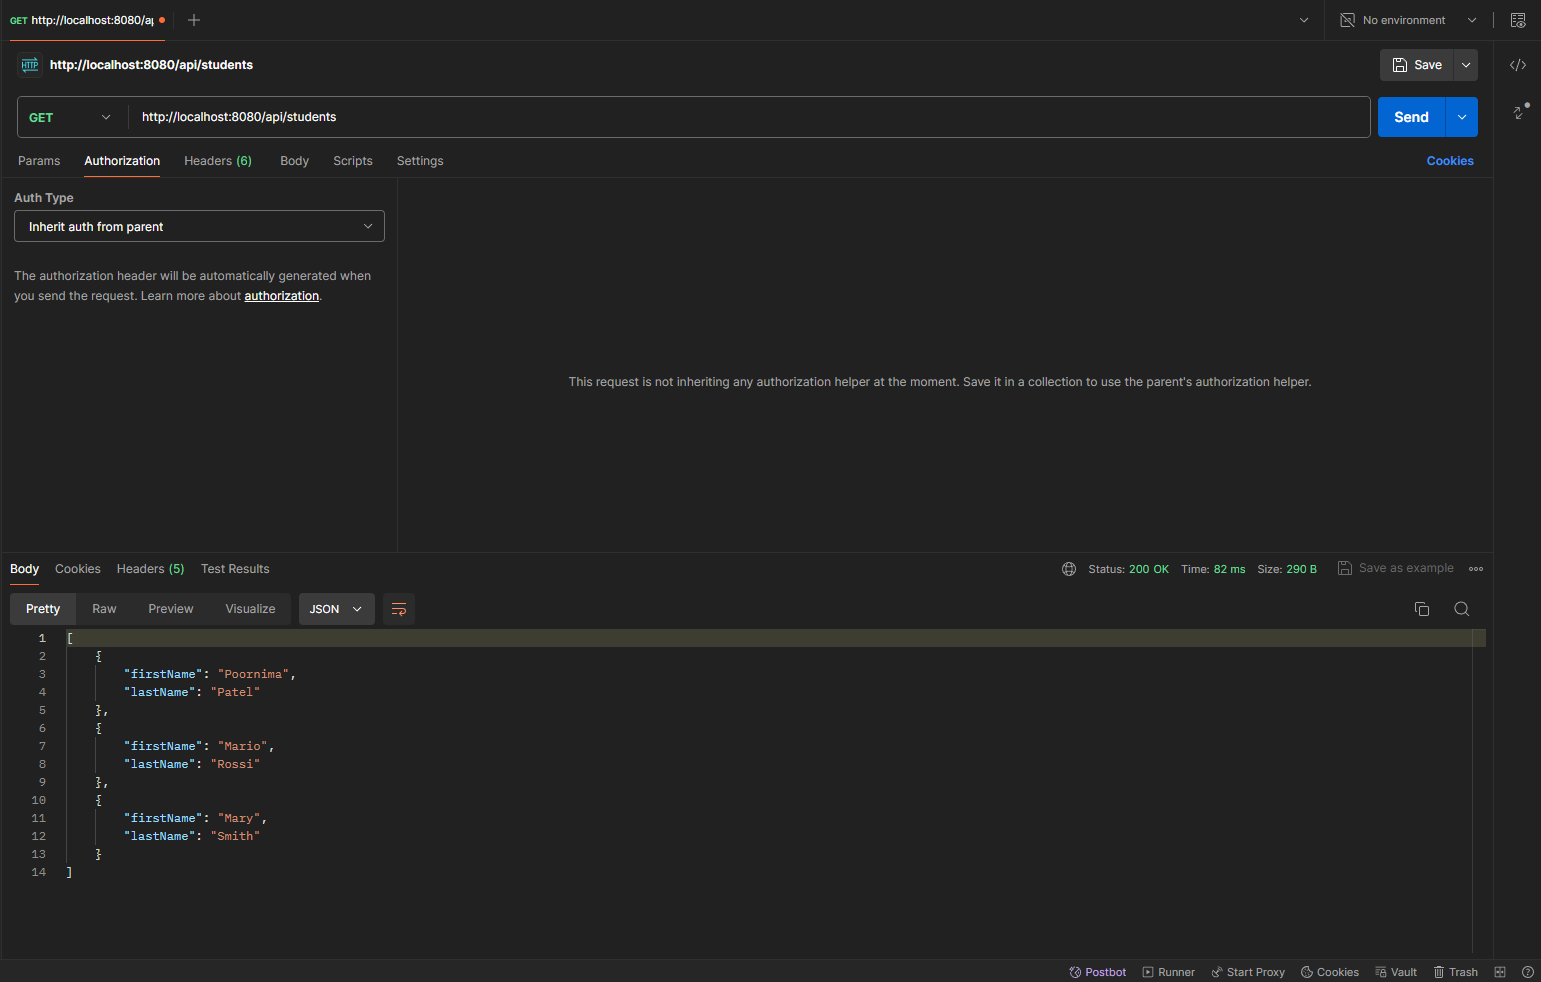 GET http://localhost:8080/ap
No environment
HTTP http://localhost:8080/api/students
Save
GET http://localhost:8080/api/students
Send
Params Authorization Headers (6) Body Scripts Settings
Cookies
Auth Type
Inherit auth from parent
The authorization header will be automatically generated when
you send the request. Learn more about authorization.
This request is not inheriting any authorization helper at the moment. Save it in a collection to use the parent's authorization helper.
Body Cookies Headers (5) Test Results
Status: 200 OK Time: 82 ms Size: 290 B Save as example
Pretty Raw Preview Visualize JSON
1 [
2 {
3 "firstName": "Poornima",
4 "lastName": "Patel"
5 },
6 {
7 "firstName": "Mario",
8 "lastName": "Rossi"
9 },
10 {
11 "firstName": "Mary",
12 "lastName": "Smith"
13 }
14 ]
Postbot Runner Start Proxy Cookies Vault Trash